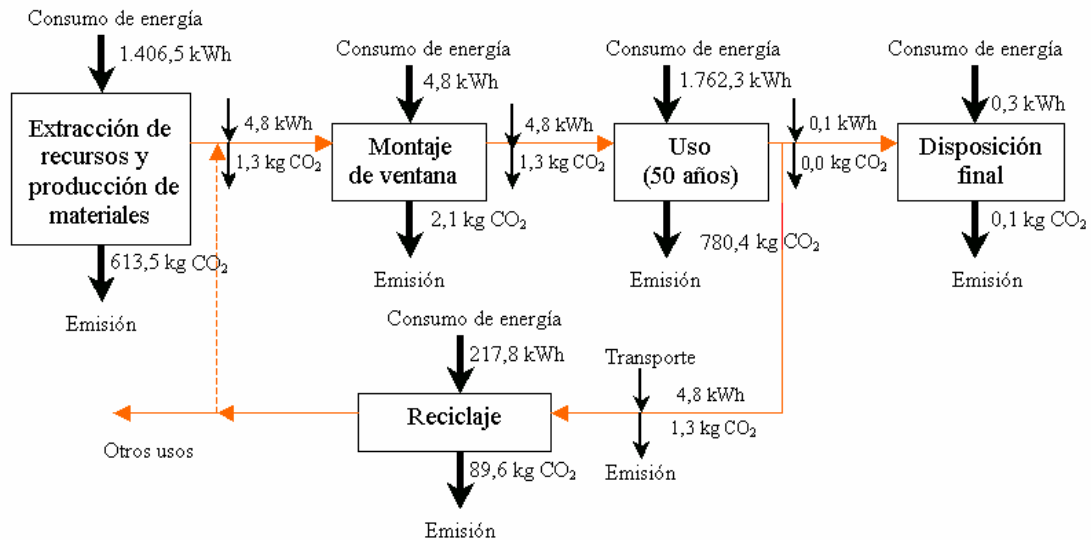 Consumo de energía
1.406,5 kWh
Extracción de
recursos y
producción de
materiales
613,5 kg CO₂
Emisión
4,8 kWh
1,3 kg CO₂
Consumo de energía
4,8 kWh
Montaje
de ventana
2,1 kg CO₂
Emisión
4,8 kWh
1,3 kg CO₂
Consumo de energía
1.762,3 kWh
Uso
(50 años)
780,4 kg CO₂
Emisión
0,1 kWh
0,0 kg CO₂
Consumo de energía
0,3 kWh
Disposición
final
0,1 kg CO₂
Emisión
Consumo de energía
217,8 kWh
Reciclaje
89,6 kg CO₂
Emisión
Transporte
4,8 kWh
1,3 kg CO₂
Emisión
Otros usos